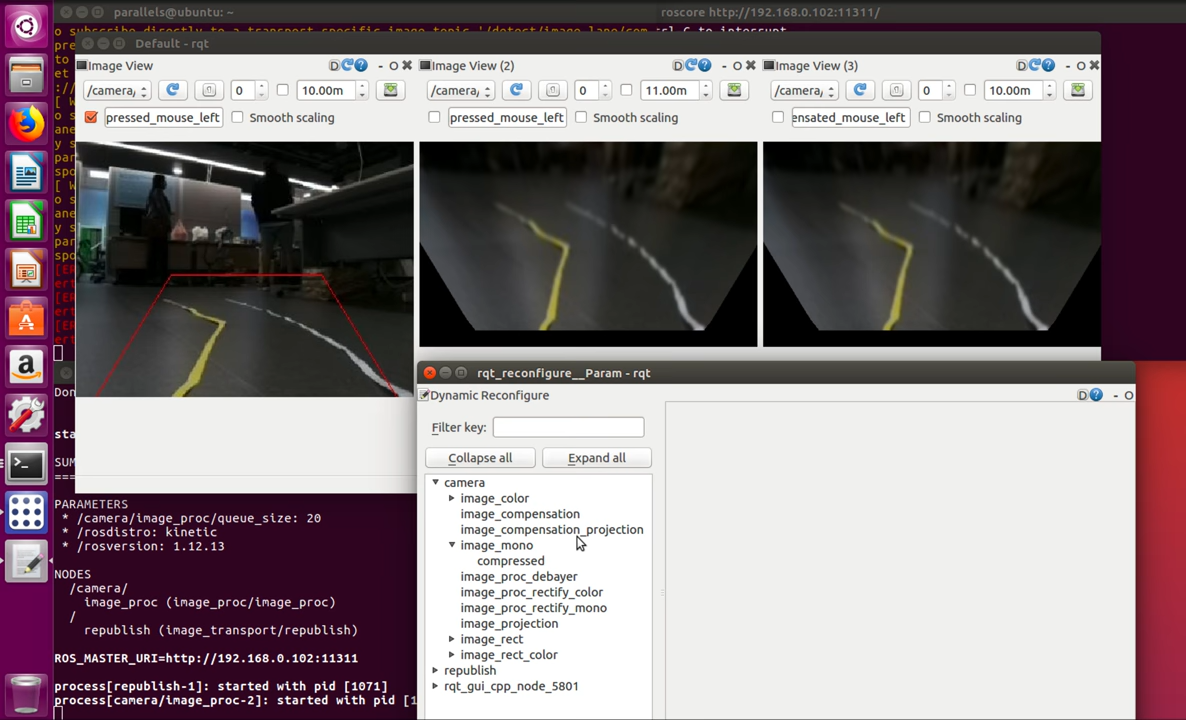 parallels@ubuntu: ~
roscore http://192.168.0.102:11311/
Default - rqt
Image View
Image View (2)
Image View (3)
/camera,
0
10.00m
/camera,
0
11.00m
/camera,
0
10.00m
pressed_mouse_left
Smooth scaling
pressed_mouse_left
Smooth scaling
ensated_mouse_left
Smooth scaling
rqt_reconfigure__Param - rqt
Dynamic Reconfigure
Filter key:
Collapse all
Expand all
camera
image_color
image_compensation
image_compensation_projection
image_mono
compressed
image_proc_debayer
image_proc_rectify_color
image_proc_rectify_mono
image_projection
image_rect
image_rect_color
republish
rqt_gui_cpp_node_5801
Don
sta
SUM
====
PARAMETERS
* /camera/image_proc/queue_size: 20
* /rosdistro: kinetic
* /rosversion: 1.12.13
NODES
/camera/
image_proc (image_proc/image_proc)
/
republish (image_transport/republish)
ROS_MASTER_URI=http://192.168.0.102:11311
process[republish-1]: started with pid [1071]
process[camera/image_proc-2]: started with pid [1